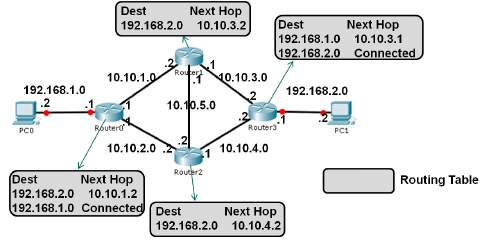 Dest Next Hop
192.168.2.0 10.10.3.2
Dest Next Hop
192.168.1.0 10.10.3.1
192.168.2.0 Connected
.2 Router1 .1
10.10.1.0
10.10.3.0
192.168.1.0
192.168.2.0
10.10.5.0
.2
.1
.1
.2
.1
.2
PC0
Router0
.1
.2
Router3
PC1
10.10.2.0
10.10.4.0
.2
.2
.1
Router2
Dest Next Hop
192.168.2.0 10.10.1.2
192.168.1.0 Connected
Dest Next Hop
192.168.2.0 10.10.4.2
Routing Table